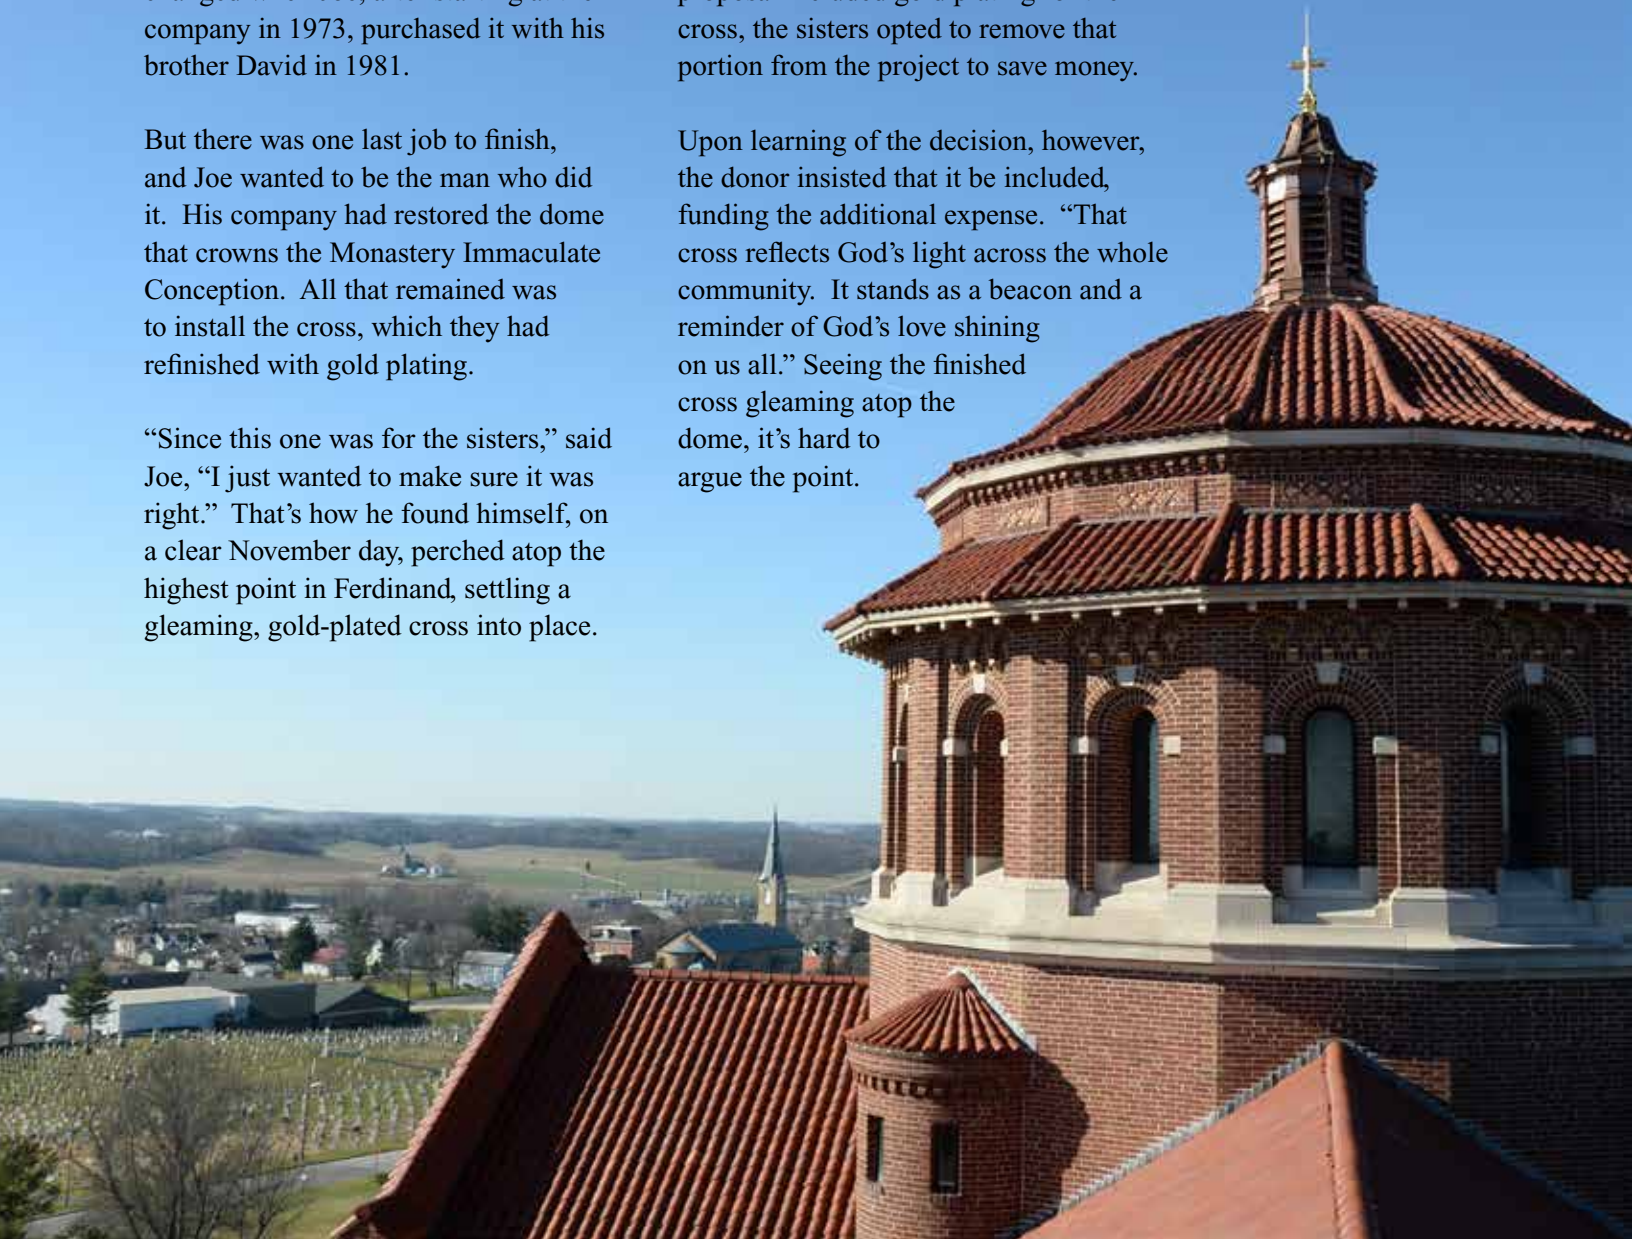 company in 1973, purchased it with his
brother David in 1981.
But there was one last job to finish,
and Joe wanted to be the man who did
it.  His company had restored the dome
that crowns the Monastery Immaculate
Conception.  All that remained was
to install the cross, which they had
refinished with gold plating.
“Since this one was for the sisters,” said
Joe, “I just wanted to make sure it was
right.”  That’s how he found himself, on
a clear November day, perched atop the
highest point in Ferdinand, settling a
gleaming, gold-plated cross into place.
cross, the sisters opted to remove that
portion from the project to save money.
Upon learning of the decision, however,
the donor insisted that it be included,
funding the additional expense.  “That
cross reflects God’s light across the whole
community.  It stands as a beacon and a
reminder of God’s love shining
on us all.” Seeing the finished
cross gleaming atop the
dome, it’s hard to
argue the point.